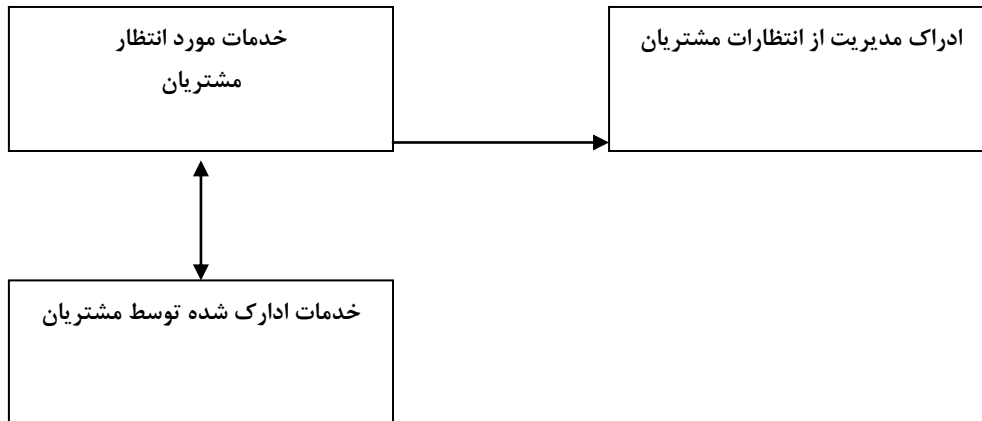 ادراک مدیریت از انتظارات مشتریان
خدمات مورد انتظار
مشتریان
خدمات ادارک شده توسط مشتریان